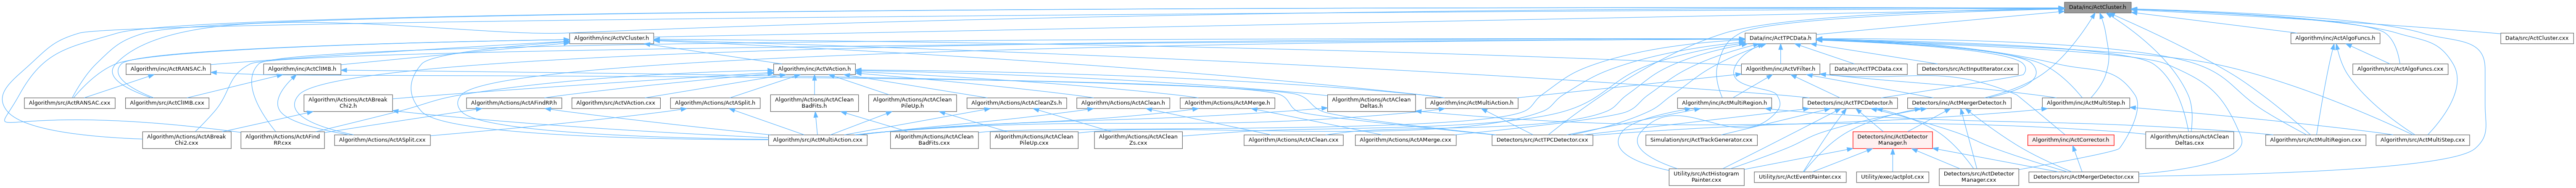 Data/inc/ActCluster.h
Algorithm/inc/ActVCluster.h
Data/inc/ActTPCData.h
Algorithm/inc/ActAlgoFuncs.h
Data/src/ActCluster.cxx
Algorithm/inc/ActRANSAC.h
Algorithm/inc/ActClIMB.h
Algorithm/inc/ActVAction.h
Algorithm/inc/ActVFilter.h
Data/src/ActTPCData.cxx
Detectors/src/ActInputIterator.cxx
Algorithm/src/ActAlgoFuncs.cxx
Algorithm/src/ActRANSAC.cxx
Algorithm/src/ActClIMB.cxx
Algorithm/Actions/ActABreak
Chi2.h
Algorithm/Actions/ActAFindRP.h
Algorithm/src/ActVAction.cxx
Algorithm/Actions/ActASplit.h
Algorithm/Actions/ActAClean
BadFits.h
Algorithm/Actions/ActAClean
PileUp.h
Algorithm/Actions/ActACleanZs.h
Algorithm/Actions/ActAClean.h
Algorithm/Actions/ActAMerge.h
Algorithm/Actions/ActAClean
Deltas.h
Algorithm/inc/ActMultiAction.h
Algorithm/inc/ActMultiRegion.h
Detectors/inc/ActTPCDetector.h
Detectors/inc/ActMergerDetector.h
Algorithm/inc/ActMultiStep.h
Algorithm/Actions/ActABreak
Chi2.cxx
Algorithm/Actions/ActAFind
RP.cxx
Algorithm/Actions/ActASplit.cxx
Algorithm/src/ActMultiAction.cxx
Algorithm/Actions/ActAClean
BadFits.cxx
Algorithm/Actions/ActAClean
PileUp.cxx
Algorithm/Actions/ActAClean
Zs.cxx
Algorithm/Actions/ActAClean.cxx
Algorithm/Actions/ActAMerge.cxx
Detectors/src/ActTPCDetector.cxx
Simulation/src/ActTrackGenerator.cxx
Detectors/inc/ActDetector
Manager.h
Algorithm/inc/ActCorrector.h
Algorithm/Actions/ActAClean
Deltas.cxx
Algorithm/src/ActMultiRegion.cxx
Algorithm/src/ActMultiStep.cxx
Utility/src/ActHistogram
Painter.cxx
Utility/src/ActEventPainter.cxx
Utility/exec/actplot.cxx
Detectors/src/ActDetector
Manager.cxx
Detectors/src/ActMergerDetector.cxx